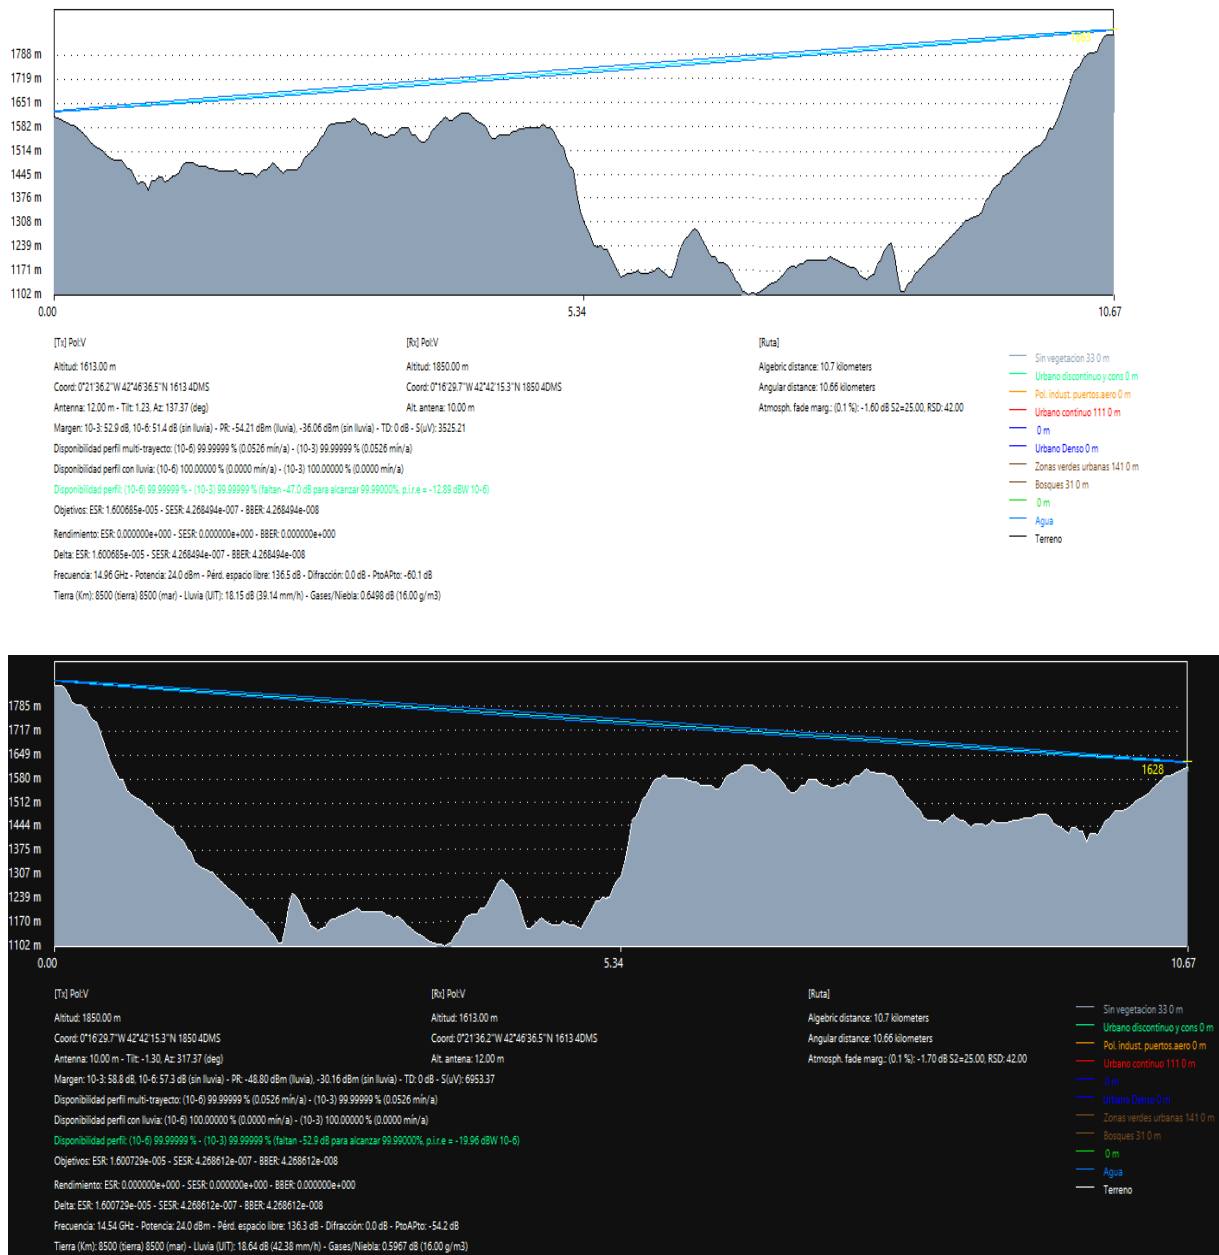 1883
1788 m
1719 m
1651 m
1582 m
1514 m
1445 m
1376 m
1308 m
1239 m
1171 m
1102 m
0.00 5.34 10.67
[Tx] Pol:V [Rx] Pol:V [Ruta]
Altitud: 1613.00 m Altitud: 1850.00 m Algebric distance: 10.7 kilometers
Coord: 0°21'36.2"W 42°46'36.5"N 1613 4DMS Coord: 0°16'29.7"W 42°42'15.3"N 1850 4DMS Angular distance: 10.66 kilometers
Antenna: 12.00 m - Tilt: 1.23, Az: 137.37 (deg) Alt. antena: 10.00 m Atmosph. fade marg.: (0.1 %): -1.60 dB S2=25.00, RSD: 42.00
Margen: 10-3: 52.9 dB, 10-6: 51.4 dB (sin lluvia) - PR: -54.21 dBm (lluvia), -36.06 dBm (sin lluvia) - TD: 0 dB - S(uV): 3525.21
Disponibilidad perfil multi-trayecto: (10-6) 99.99999 % (0.0526 min/a) - (10-3) 99.99999 % (0.0526 min/a)
Disponibilidad perfil con lluvia: (10-6) 100.00000 % (0.0000 min/a) - (10-3) 100.00000 % (0.0000 min/a)
Disponibilidad perfil: (10-6) 99.99999 % - (10-3) 99.99999 % (faltan -47.0 dB para alcanzar 99.99000%, p.i.r.e = -12.89 dBW 10-6)
Objetivos: ESR: 1.600685e-005 - SESR: 4.268494e-007 - BBER: 4.268494e-008
Rendimiento: ESR: 0.000000e+000 - SESR: 0.000000e+000 - BBER: 0.000000e+000
Delta: ESR: 1.600685e-005 - SESR: 4.268494e-007 - BBER: 4.268494e-008
Frecuencia: 14.96 GHz - Potencia: 24.0 dBm - Pérd. espacio libre: 136.5 dB - Difracción: 0.0 dB - PtoAPto: -60.1 dB
Tierra (Km): 8500 (tierra) 8500 (mar) - Lluvia (UIT): 18.15 dB (39.14 mm/h) - Gases/Niebla: 0.6498 dB (16.00 g/m3)
Sin vegetacion 33 0 m
Urbano discontinuo y cons 0 m
Pol. indust. puertos.aero 0 m
Urbano continuo 111 0 m
0 m
Urbano Denso 0 m
Zonas verdes urbanas 141 0 m
Bosques 31 0 m
0 m
Agua
Terreno
1785 m
1717 m
1649 m
1580 m
1512 m
1444 m
1375 m
1307 m
1239 m
1170 m
1102 m
1628
0.00 5.34 10.67
[Tx] Pol:V [Rx] Pol:V [Ruta]
Altitud: 1850.00 m Altitud: 1613.00 m Algebric distance: 10.7 kilometers
Coord: 0°16'29.7"W 42°42'15.3"N 1850 4DMS Coord: 0°21'36.2"W 42°46'36.5"N 1613 4DMS Angular distance: 10.66 kilometers
Antenna: 10.00 m - Tilt: -1.30, Az: 317.37 (deg) Alt. antena: 12.00 m Atmosph. fade marg.: (0.1 %): -1.70 dB S2=25.00, RSD: 42.00
Margen: 10-3: 58.8 dB, 10-6: 57.3 dB (sin lluvia) - PR: -48.80 dBm (lluvia), -30.16 dBm (sin lluvia) - TD: 0 dB - S(uV): 6953.37
Disponibilidad perfil multi-trayecto: (10-6) 99.99999 % (0.0526 min/a) - (10-3) 99.99999 % (0.0526 min/a)
Disponibilidad perfil con lluvia: (10-6) 100.00000 % (0.0000 min/a) - (10-3) 100.00000 % (0.0000 min/a)
Disponibilidad perfil: (10-6) 99.99999 % - (10-3) 99.99999 % (faltan -52.9 dB para alcanzar 99.99000%, p.i.r.e = -19.96 dBW 10-6)
Objetivos: ESR: 1.600729e-005 - SESR: 4.268612e-007 - BBER: 4.268612e-008
Rendimiento: ESR: 0.000000e+000 - SESR: 0.000000e+000 - BBER: 0.000000e+000
Delta: ESR: 1.600729e-005 - SESR: 4.268612e-007 - BBER: 4.268612e-008
Frecuencia: 14.54 GHz - Potencia: 24.0 dBm - Pérd. espacio libre: 136.3 dB - Difracción: 0.0 dB - PtoAPto: -54.2 dB
Tierra (Km): 8500 (tierra) 8500 (mar) - Lluvia (UIT): 18.64 dB (42.38 mm/h) - Gases/Niebla: 0.5967 dB (16.00 g/m3)
Sin vegetacion 33 0 m
Urbano discontinuo y cons 0 m
Pol. indust. puertos.aero 0 m
Urbano continuo 111 0 m
0 m
Urbano Denso 0 m
Zonas verdes urbanas 141 0 m
Bosques 31 0 m
0 m
Agua
Terreno